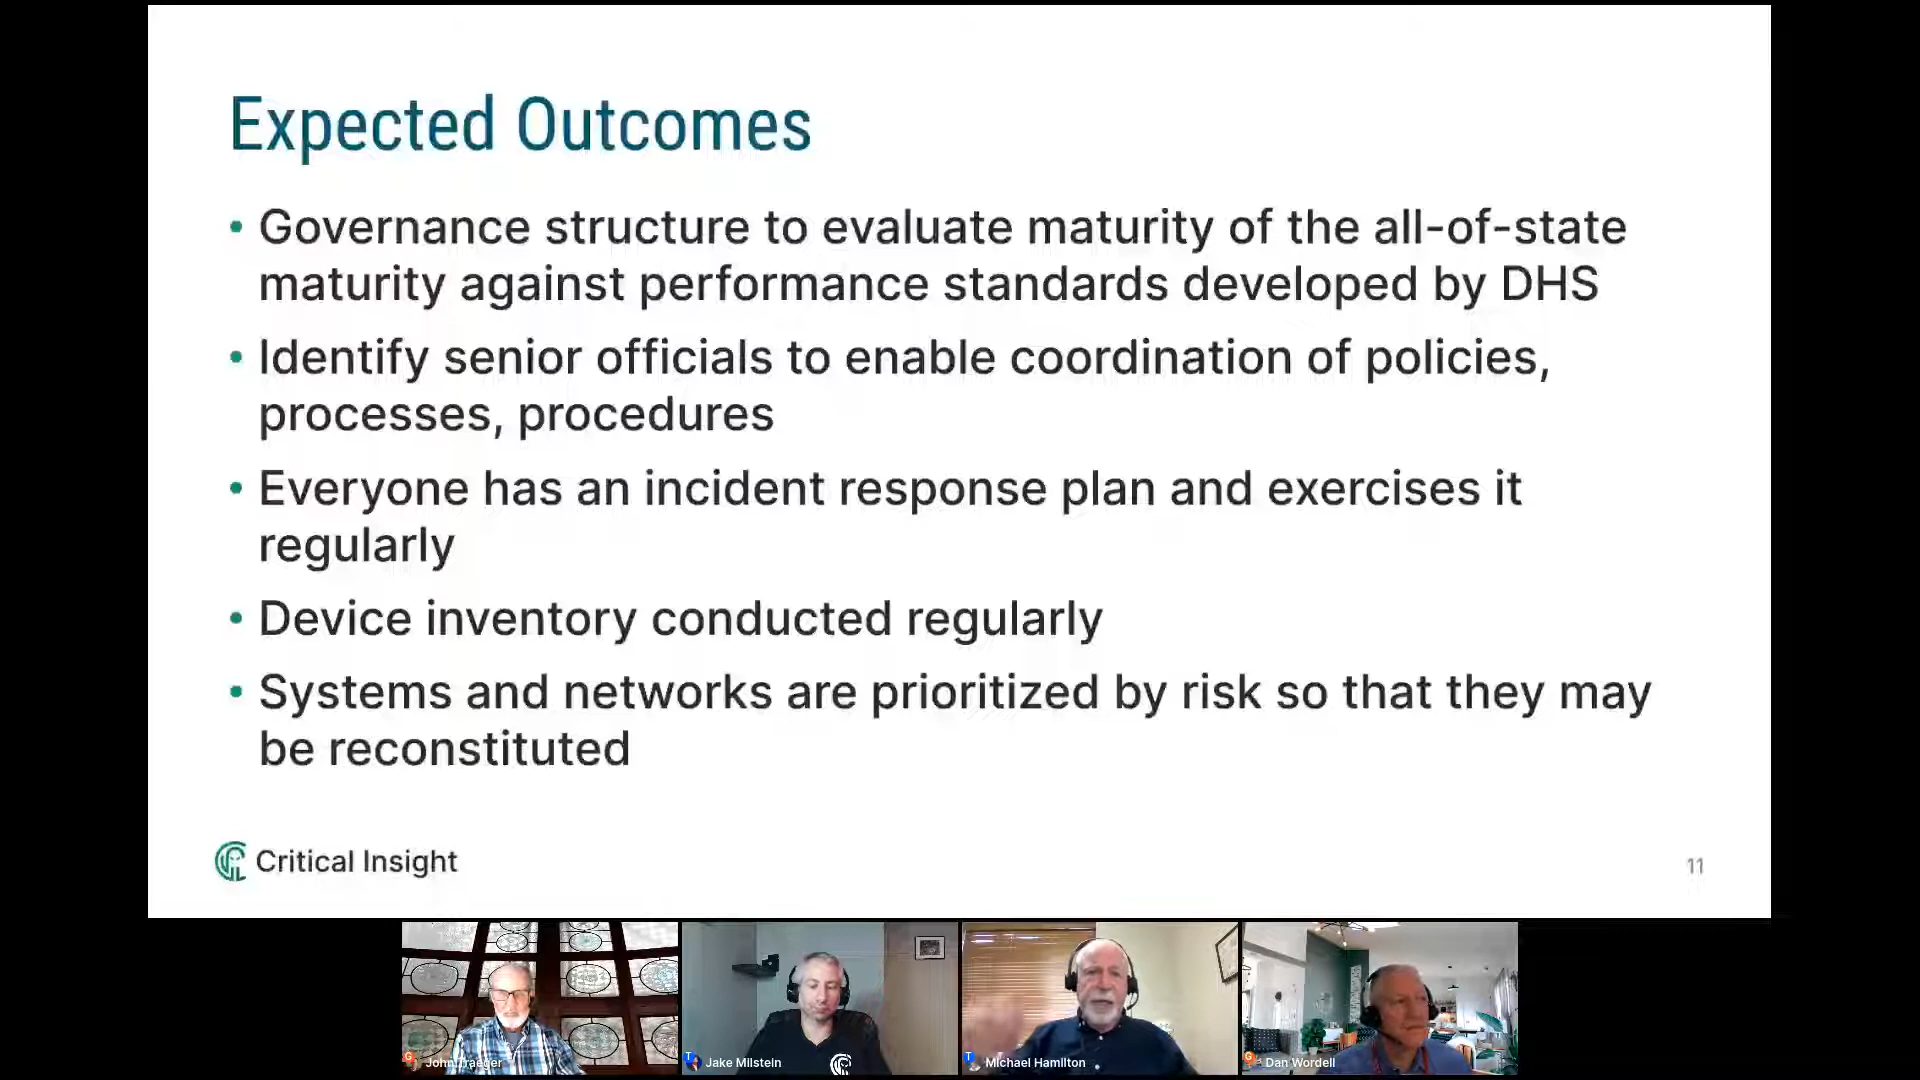 Expected Outcomes
• Governance structure to evaluate maturity of the all-of-state
maturity against performance standards developed by DHS
• Identify senior officials to enable coordination of policies,
processes, procedures
• Everyone has an incident response plan and exercises it
regularly
• Device inventory conducted regularly
• Systems and networks are prioritized by risk so that they may
be reconstituted
Critical Insight
11
G John Traeger
T Jake Milstein
T Michael Hamilton
G Dan Wordell